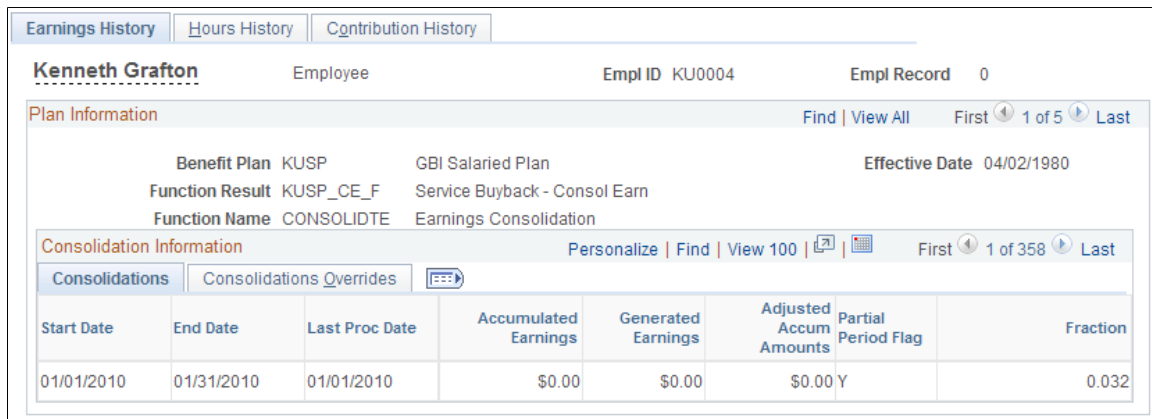 Earnings History Hours History Contribution History
Kenneth Grafton Employee Empl ID KU0004 Empl Record 0
Plan Information Find | View All First 1 of 5 Last
Benefit Plan KUSP GBI Salaried Plan Effective Date 04/02/1980
Function Result KUSP_CE_F Service Buyback - Consol Earn
Function Name CONSOLIDTE Earnings Consolidation
Consolidation Information Personalize | Find | View 100 | | First 1 of 358 Last
Consolidations Consolidations Overrides
Start Date End Date Last Proc Date Accumulated Earnings Generated Earnings Adjusted Accum Amounts Partial Period Flag Fraction
01/01/2010 01/31/2010 01/01/2010 $0.00 $0.00 $0.00 Y 0.032